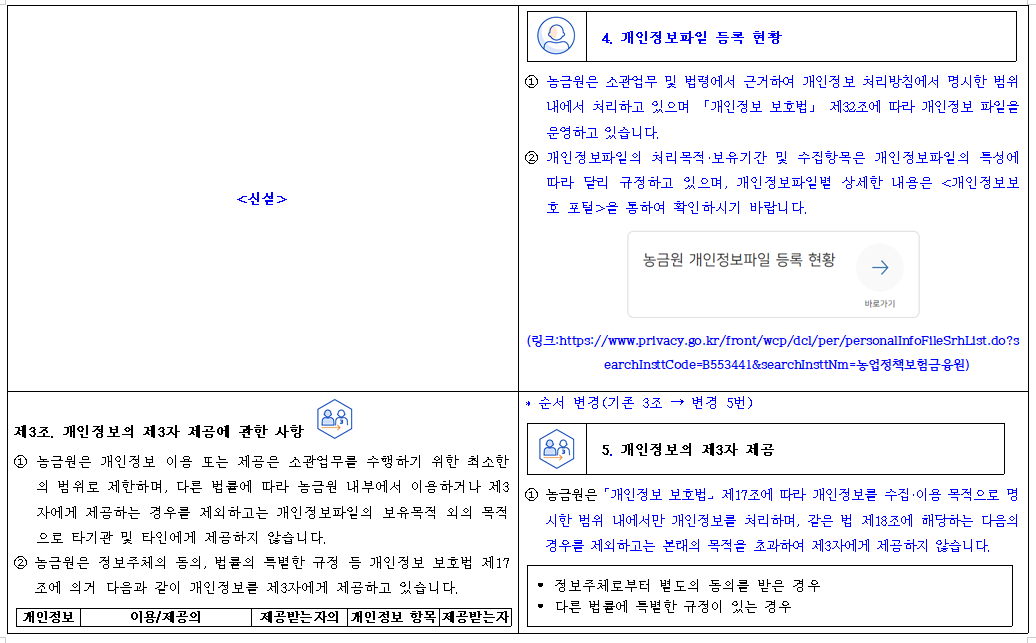 <신설>
4. 개인정보파일 등록 현황
① 농금원은 소관업무 및 법령에서 근거하여 개인정보 처리방침에서 명시한 범위
내에서 처리하고 있으며 「개인정보 보호법」 제32조에 따라 개인정보 파일을
운영하고 있습니다.
② 개인정보파일의 처리목적·보유기간 및 수집항목은 개인정보파일의 특성에
따라 달리 규정하고 있으며, 개인정보파일별 상세한 내용은 <개인정보보
호 포털>을 통하여 확인하시기 바랍니다.
농금원 개인정보파일 등록 현황
바로가기
(링크:https://www.privacy.go.kr/front/wcp/dcl/per/personalInfoFileSrhList.do?s
earchInsttCode=B553441&searchInsttNm=농업정책보험금융원)
제3조. 개인정보의 제3자 제공에 관한 사항
① 농금원은 개인정보 이용 또는 제공은 소관업무를 수행하기 위한 최소한
의 범위로 제한하며, 다른 법률에 따라 농금원 내부에서 이용하거나 제3
자에게 제공하는 경우를 제외하고는 개인정보파일의 보유목적 외의 목적
으로 타기관 및 타인에게 제공하지 않습니다.
② 농금원은 정보주체의 동의, 법률의 특별한 규정 등 개인정보 보호법 제17
조에 의거 다음과 같이 개인정보를 제3자에게 제공하고 있습니다.
개인정보 이용/제공의 제공받는자의 개인정보 항목 제공받는자
* 순서 변경(기존 3조 → 변경 5번)
5. 개인정보의 제3자 제공
① 농금원은 「개인정보 보호법」 제17조에 따라 개인정보를 수집·이용 목적으로 명
시한 범위 내에서만 개인정보를 처리하며, 같은 법 제18조에 해당하는 다음의
경우를 제외하고는 본래의 목적을 초과하여 제3자에게 제공하지 않습니다.
• 정보주체로부터 별도의 동의를 받은 경우
• 다른 법률에 특별한 규정이 있는 경우